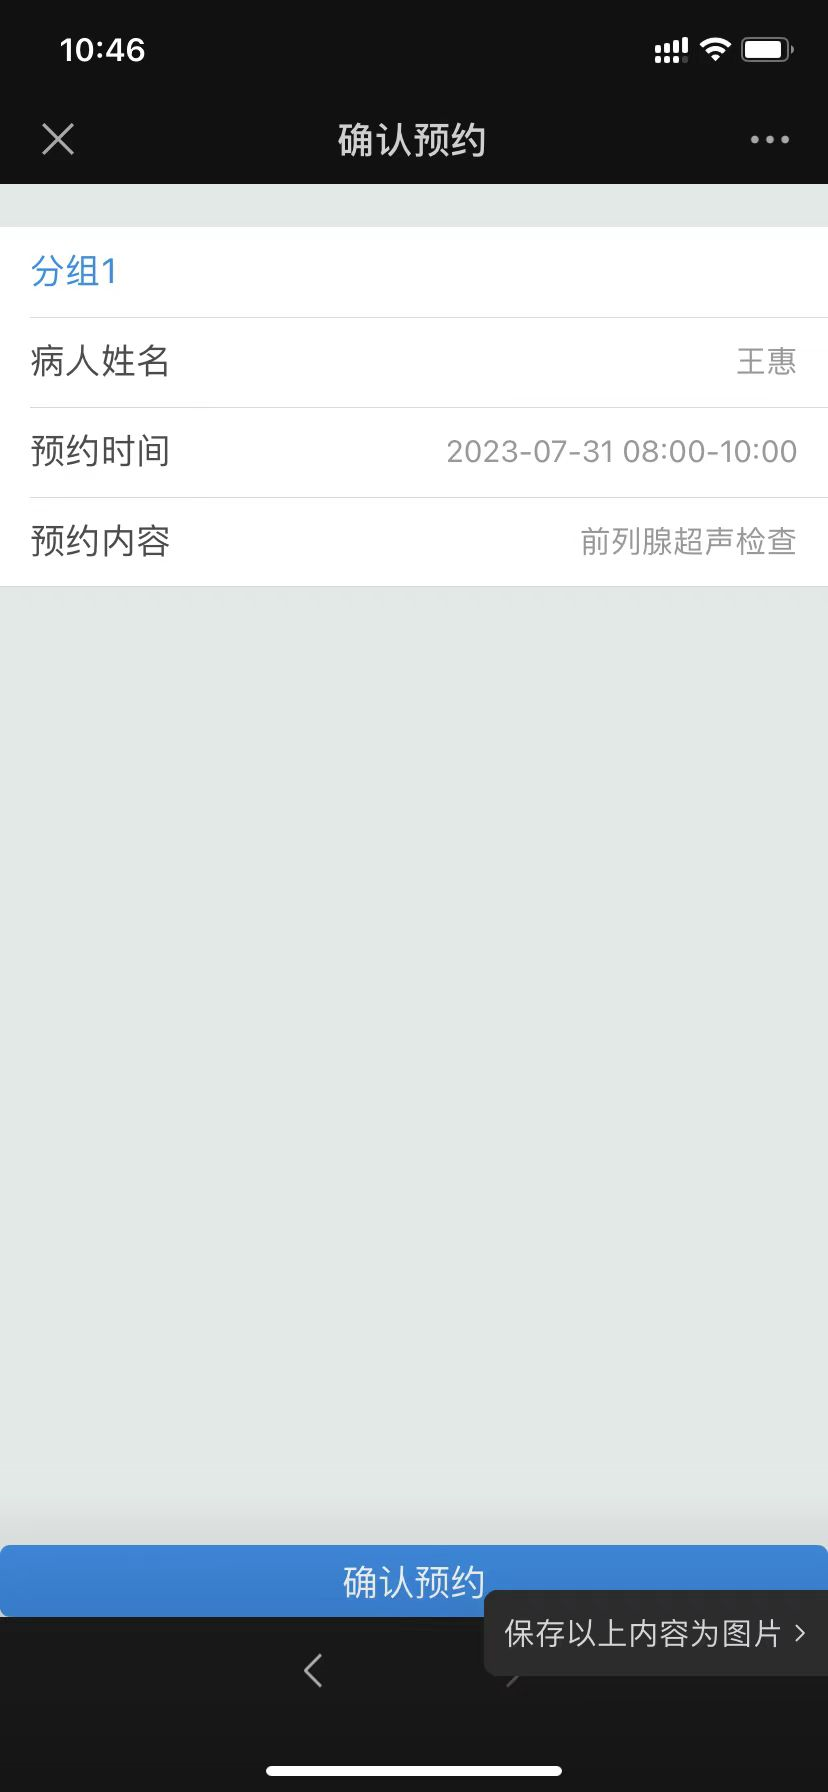 10:46
确认预约
分组1
病人姓名 王惠
预约时间 2023-07-31 08:00-10:00
预约内容 前列腺超声检查
确认预约
保存以上内容为图片